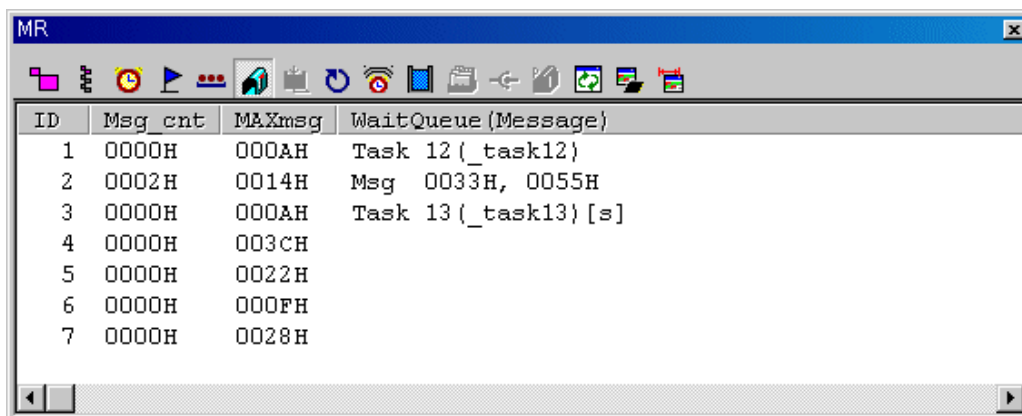 MR
ID Msg_cnt MAXmsg WaitQueue(Message)
1 0000H 000AH Task 12(_task12)
2 0002H 0014H Msg 0033H, 0055H
3 0000H 000AH Task 13(_task13)[s]
4 0000H 003CH
5 0000H 0022H
6 0000H 000FH
7 0000H 0028H